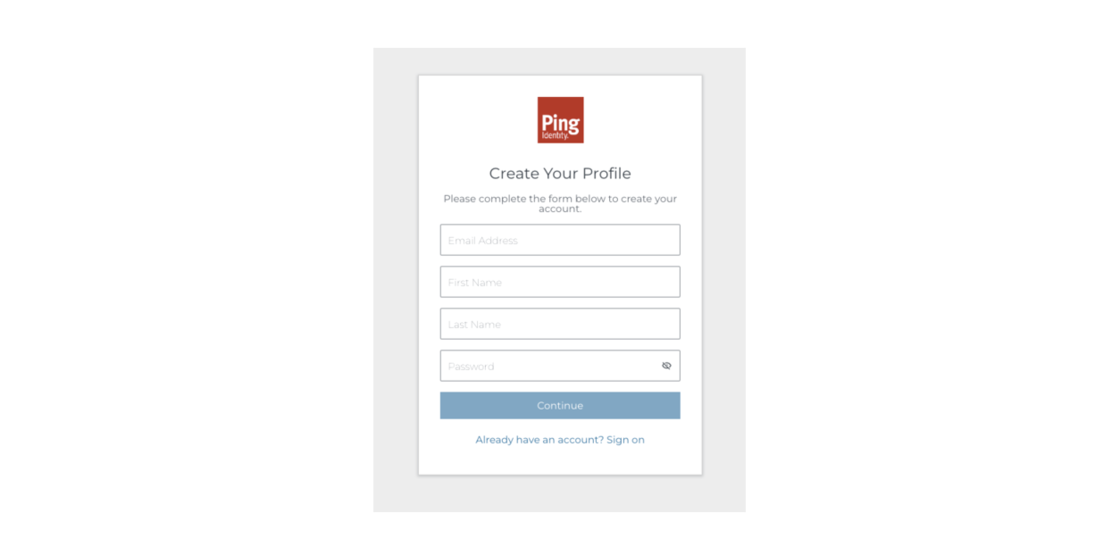 Ping
Identity.
Create Your Profile
Please complete the form below to create your
account.
Email Address
First Name
Last Name
Password
Continue
Already have an account? Sign on